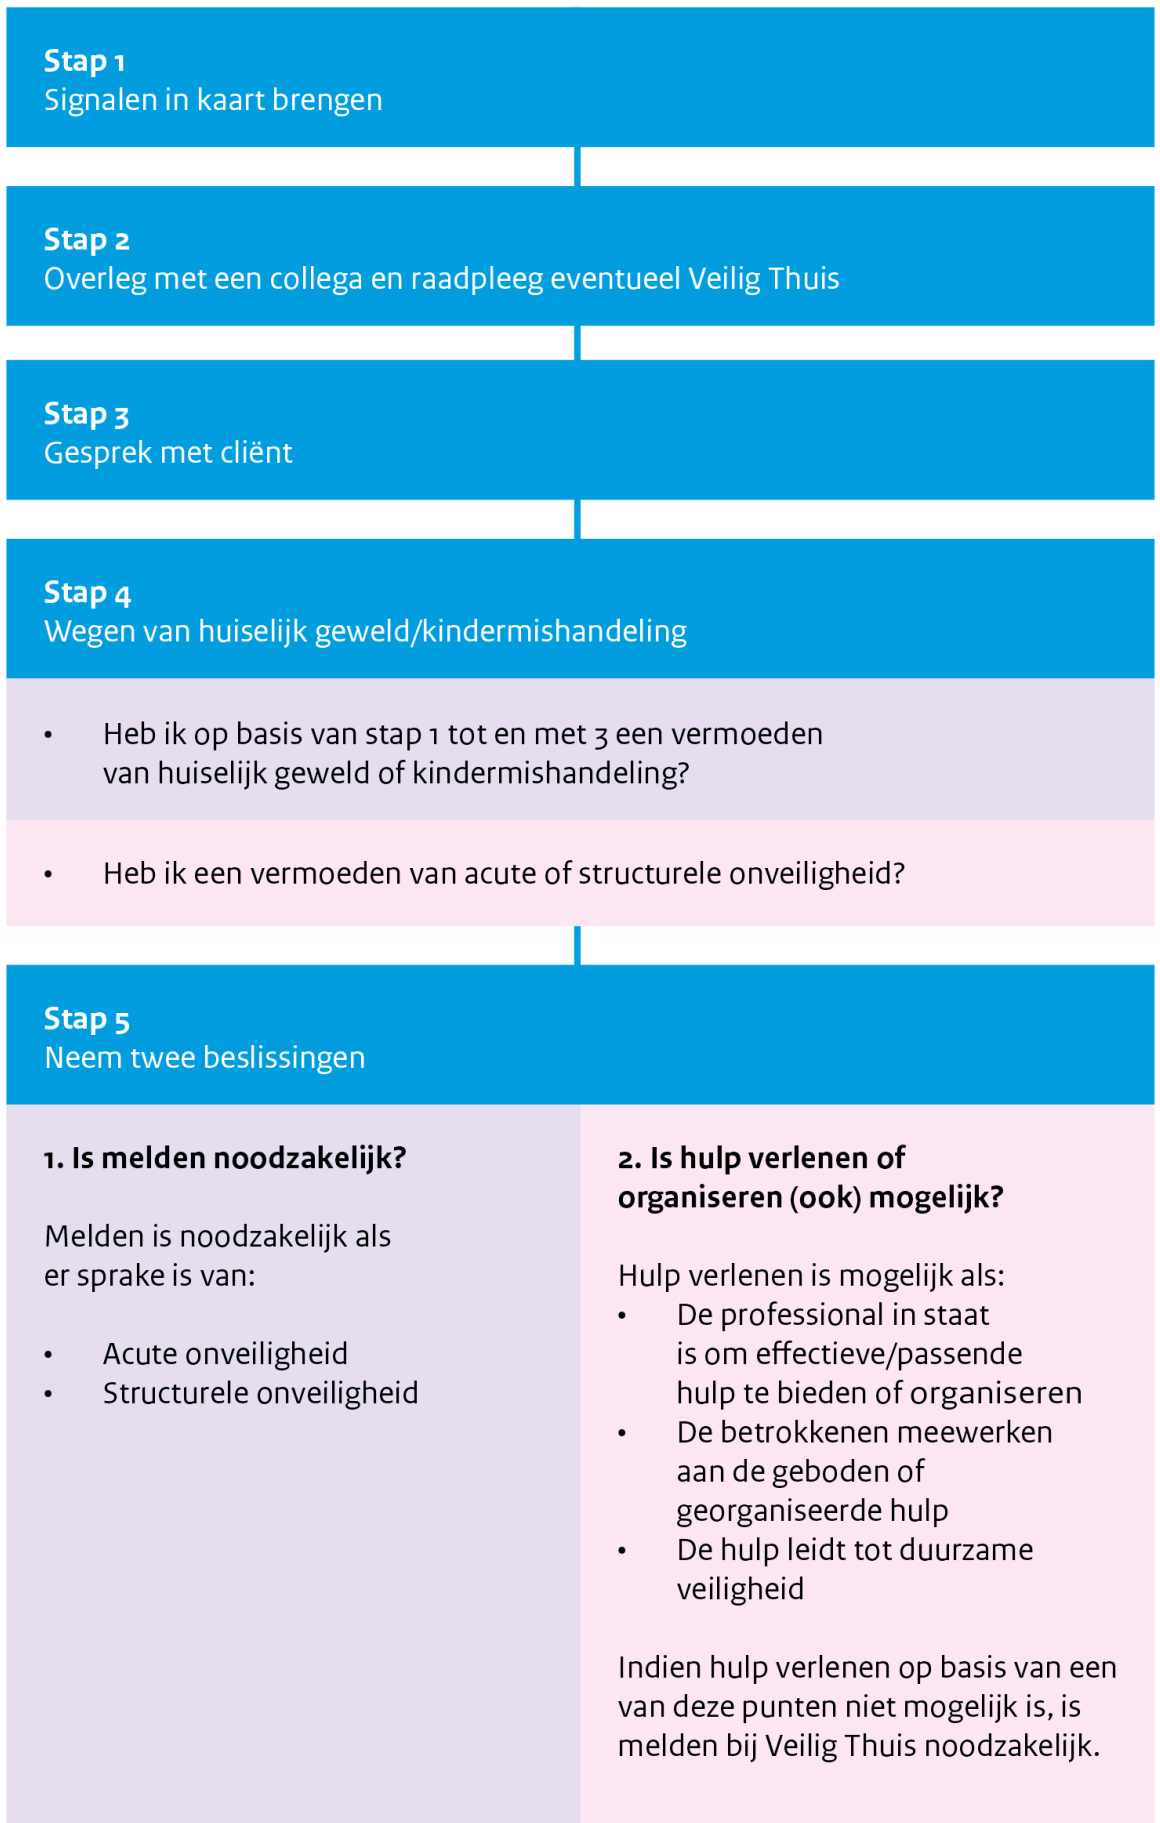 Stap 1
Signalen in kaart brengen
Stap 2
Overleg met een collega en raadpleeg eventueel Veilig Thuis
Stap 3
Gesprek met cliënt
Stap 4
Wegen van huiselijk geweld/kindermishandeling
• Heb ik op basis van stap 1 tot en met 3 een vermoeden
van huiselijk geweld of kindermishandeling?
• Heb ik een vermoeden van acute of structurele onveiligheid?
Stap 5
Neem twee beslissingen
1. Is melden noodzakelijk?
Melden is noodzakelijk als
er sprake is van:
• Acute onveiligheid
• Structurele onveiligheid
2. Is hulp verlenen of
organiseren (ook) mogelijk?
Hulp verlenen is mogelijk als:
• De professional in staat
is om effectieve/passende
hulp te bieden of organiseren
• De betrokkenen meewerken
aan de geboden of
georganiseerde hulp
• De hulp leidt tot duurzame
veiligheid
Indien hulp verlenen op basis van een
van deze punten niet mogelijk is, is
melden bij Veilig Thuis noodzakelijk.